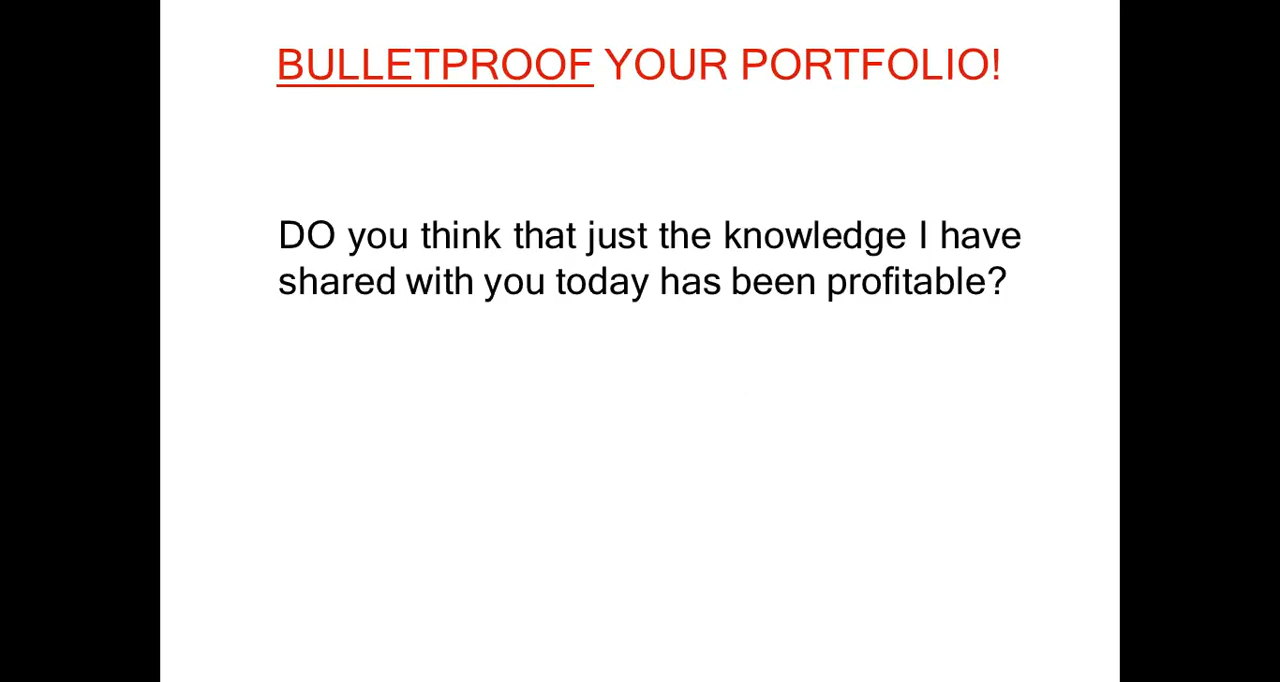 BULLETPROOF YOUR PORTFOLIO!
DO you think that just the knowledge I have
shared with you today has been profitable?